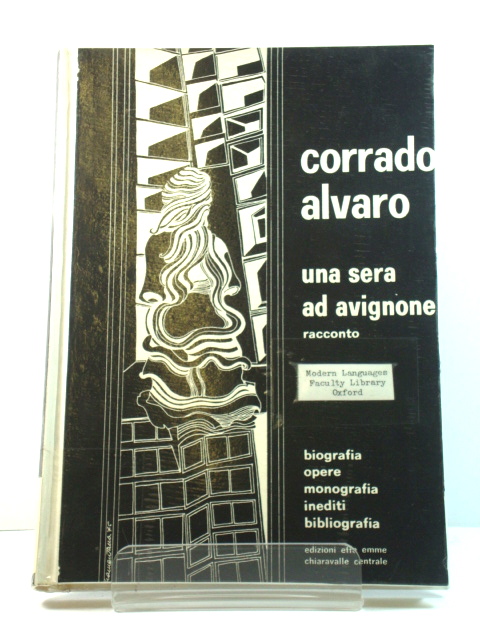 corrado
alvaro
una sera
ad avignone
racconto
Modern Languages
Faculty Library
Oxford
biografia
opere
monografia
inediti
bibliografia
edizioni effe emme
chiaravalle centrale